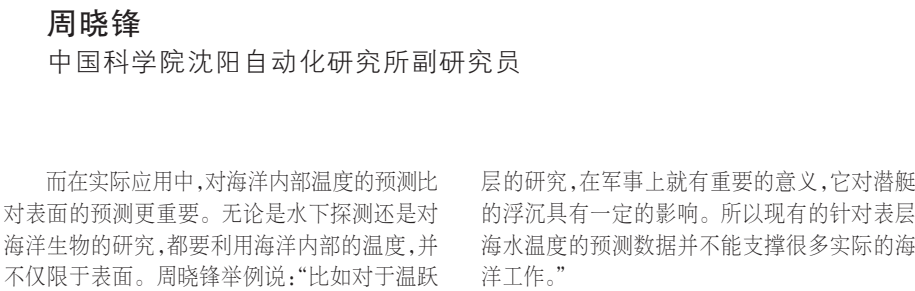 周晓锋
中国科学院沈阳自动化研究所副研究员
而在实际应用中,对海洋内部温度的预测比
对表面的预测更重要。无论是水下探测还是对
海洋生物的研究,都要利用海洋内部的温度,并
不仅限于表面。周晓锋举例说:“比如对于温跃
层的研究,在军事上就有重要的意义,它对潜艇
的浮沉具有一定的影响。所以现有的针对表层
海水温度的预测数据并不能支撑很多实际的海
洋工作。”